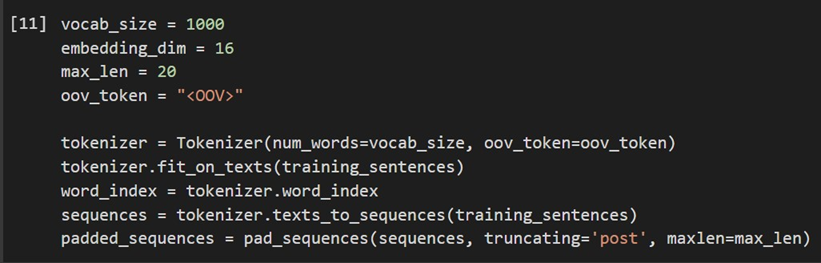 [11] vocab_size = 1000
embedding_dim = 16
max_len = 20
oov_token = "<OOV>"
tokenizer = Tokenizer(num_words=vocab_size, oov_token=oov_token)
tokenizer.fit_on_texts(training_sentences)
word_index = tokenizer.word_index
sequences = tokenizer.texts_to_sequences(training_sentences)
padded_sequences = pad_sequences(sequences, truncating='post', maxlen=max_len)